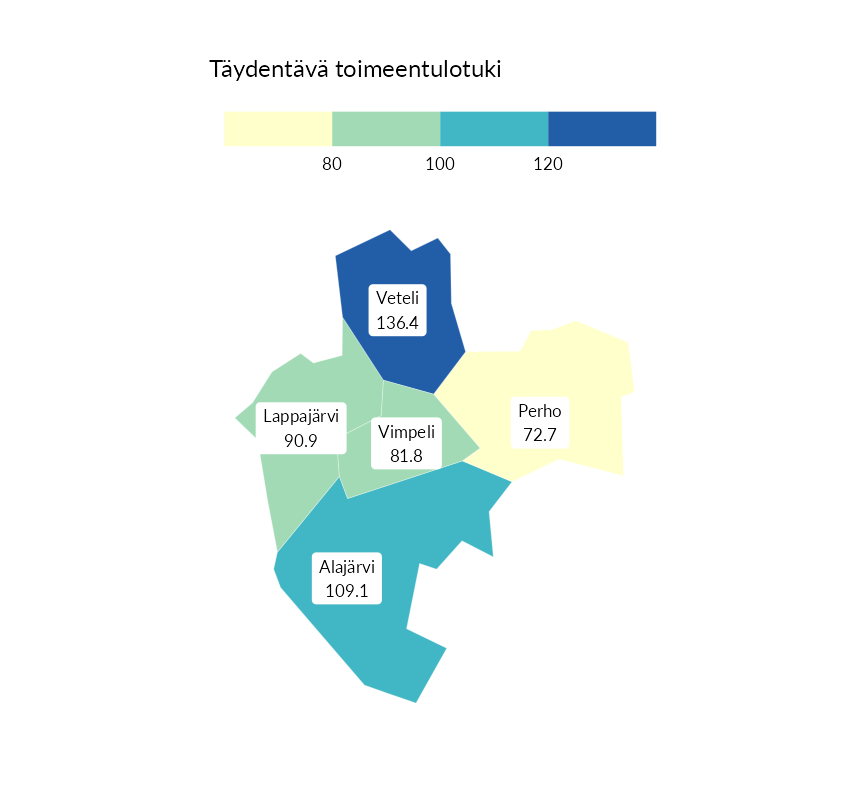 Täydentävä toimeentulotuki
80 100 120
Veteli
136.4
Perho
72.7
Lappajärvi
90.9
Vimpeli
81.8
Alajärvi
109.1